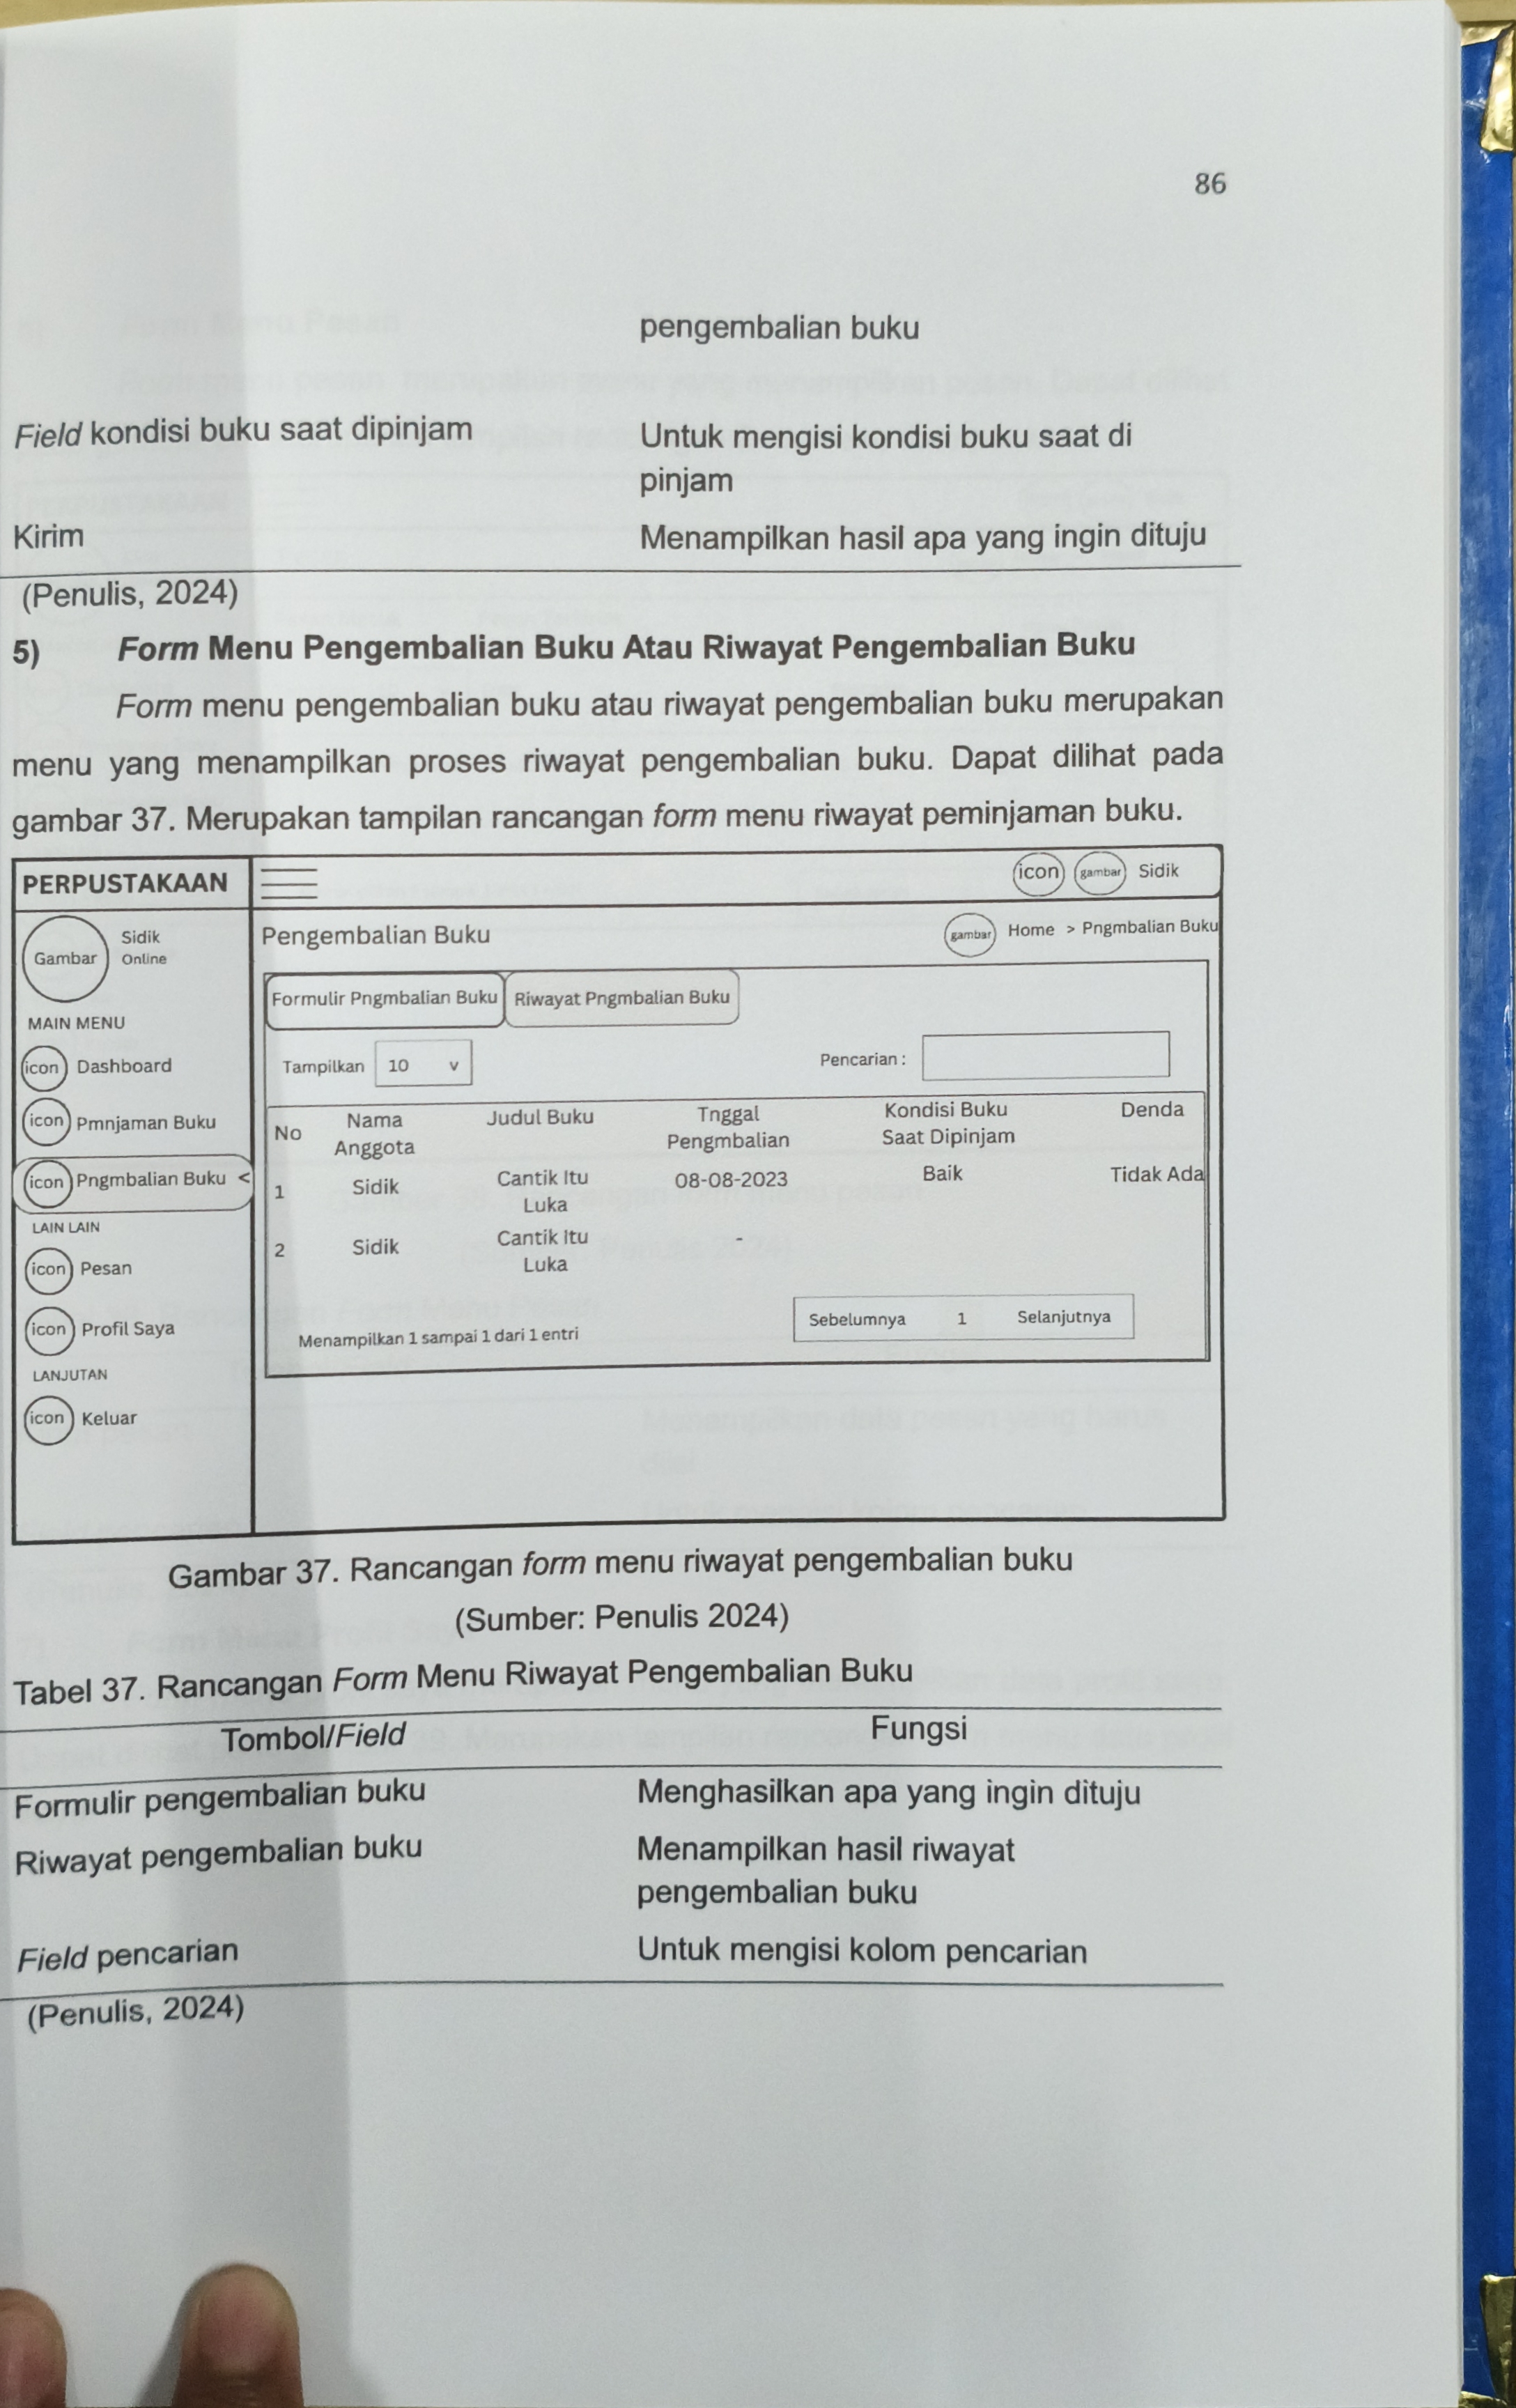 86
pengembalian buku
Field kondisi buku saat dipinjam Untuk mengisi kondisi buku saat di
pinjam
Kirim Menampilkan hasil apa yang ingin dituju
(Penulis, 2024)
5) Form Menu Pengembalian Buku Atau Riwayat Pengembalian Buku
Form menu pengembalian buku atau riwayat pengembalian buku merupakan
menu yang menampilkan proses riwayat pengembalian buku. Dapat dilihat pada
gambar 37. Merupakan tampilan rancangan form menu riwayat peminjaman buku.
PERPUSTAKAAN icon gambar Sidik
Gambar Sidik
Online
MAIN MENU
icon Dashboard
icon Pmnjaman Buku
icon Pngmbalian Buku <
LAIN LAIN
icon Pesan
icon Profil Saya
LANJUTAN
icon Keluar
Pengembalian Buku gambar Home > Pngmbalian Buku
Formulir Pngmbalian Buku Riwayat Pngmbalian Buku
Tampilkan 10 v Pencarian :
No Nama Judul Buku Tnggal Kondisi Buku Denda
Anggota Pengmbalian Saat Dipinjam
1 Sidik Cantik Itu 08-08-2023 Baik Tidak Ada
Luka
2 Sidik Cantik Itu -
Luka
Menampilkan 1 sampai 1 dari 1 entri Sebelumnya 1 Selanjutnya
Gambar 37. Rancangan form menu riwayat pengembalian buku
(Sumber: Penulis 2024)
Tabel 37. Rancangan Form Menu Riwayat Pengembalian Buku
Tombol/Field Fungsi
Formulir pengembalian buku Menghasilkan apa yang ingin dituju
Riwayat pengembalian buku Menampilkan hasil riwayat
pengembalian buku
Field pencarian Untuk mengisi kolom pencarian
(Penulis, 2024)